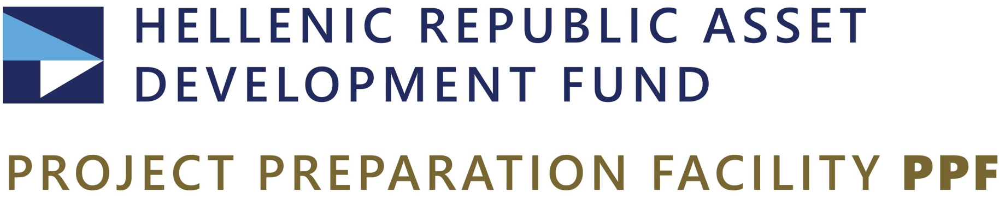 HELLENIC REPUBLIC ASSET
DEVELOPMENT FUND
PROJECT PREPARATION FACILITY PPF